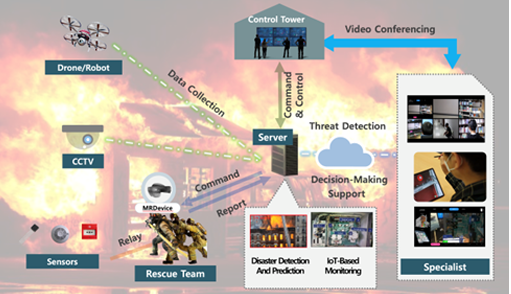 Control Tower
Video Conferencing
Drone/Robot
Data Collection
Command
& Control
Server
Threat Detection
CCTV
Decision-Making
Support
Command
MRDevice
Report
Relay
Sensors
Rescue Team
Disaster Detection
And Prediction
IoT-Based
Monitoring
Specialist